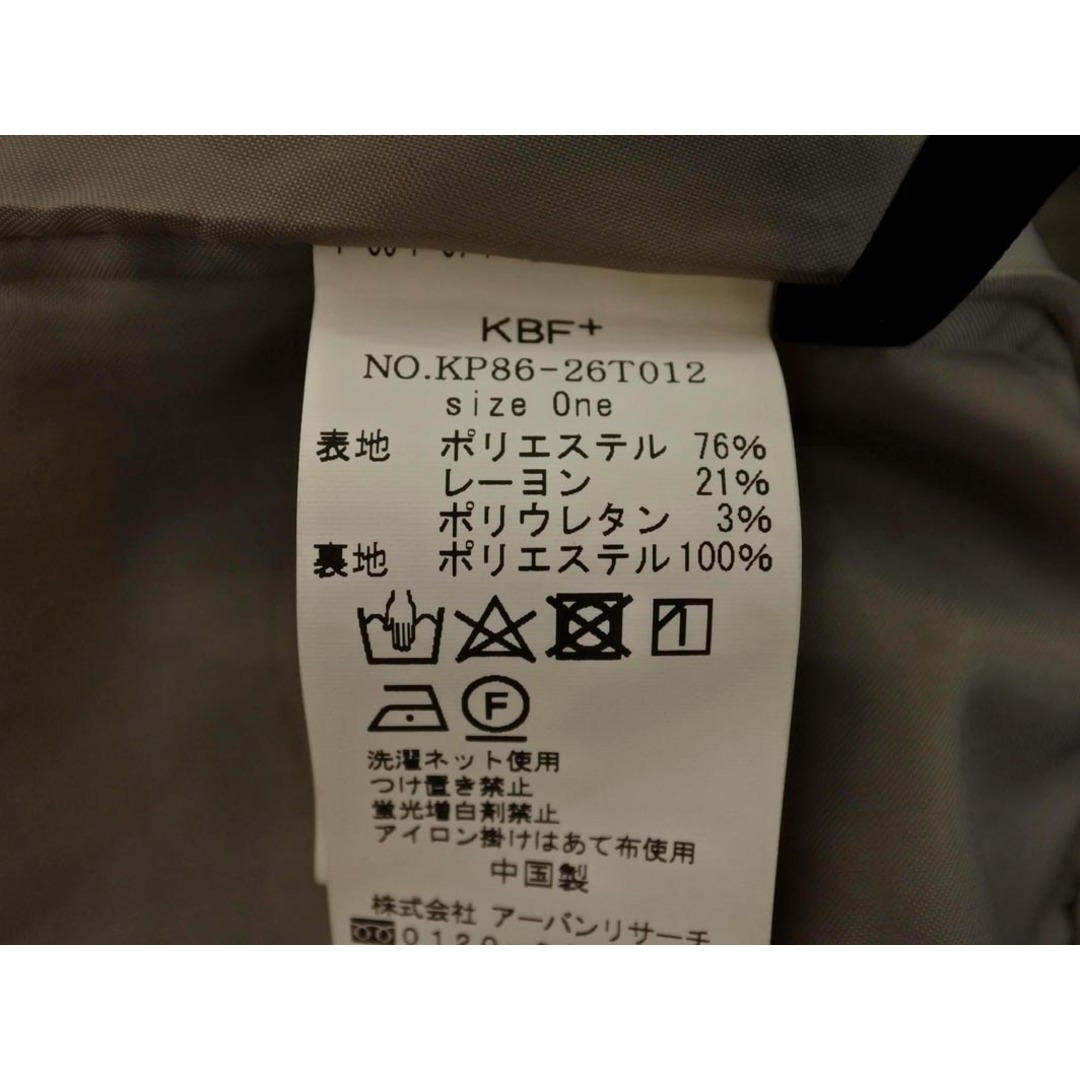 KBF+
NO.KP86-26T012
size One
表地 ポリエステル 76%
レーヨン 21%
ポリウレタン 3%
裏地 ポリエステル 100%
F
洗濯ネット使用
つけ置き禁止
蛍光増白剤禁止
アイロン掛けはあて布使用
中国製
株式会社 アーバンリサーチ
0120